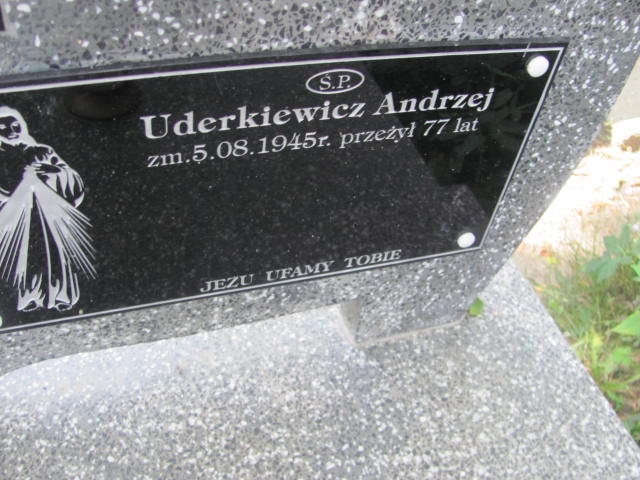 Ś.P.
Uderkiewicz Andrzej
zm.5.08.1945r. przeżył 77 lat
JEZU UFAMY TOBIE